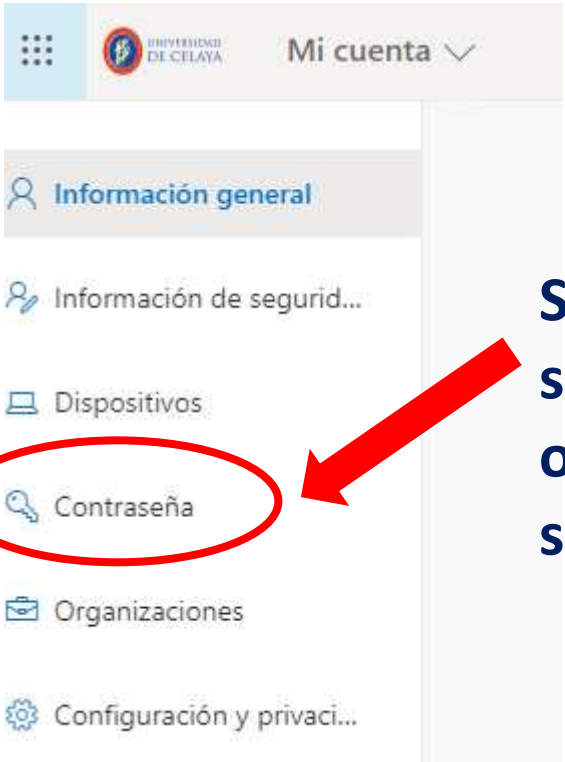 UNIVERSIDAD
DE CELAYA
Mi cuenta
Información general
Información de segurid...
Dispositivos
Contraseña
Organizaciones
Configuración y privaci...
S
s
o
s